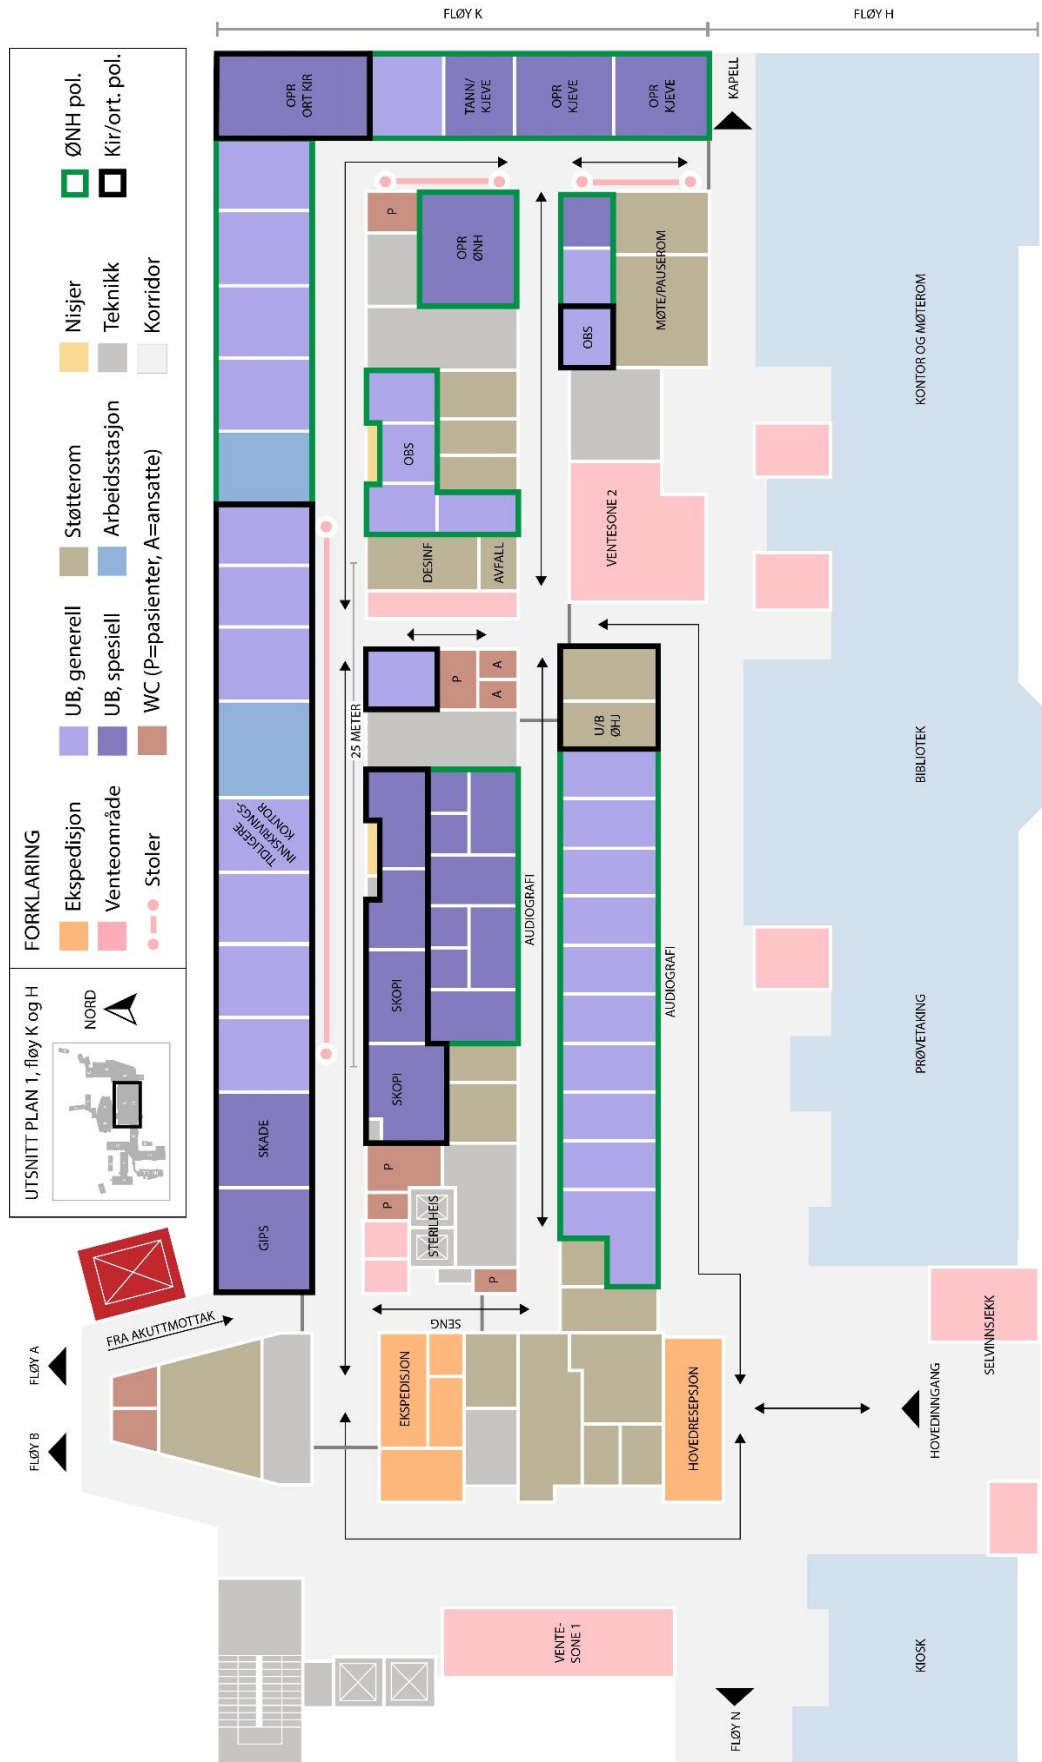 UTSNITT PLAN 1, fløy K og H
NORD
FORKLARING
Ekspedisjon
Venteområde
Stoler
UB, generell
UB, spesiell
WC (P=pasienter, A=ansatte)
Støtterom
Arbeidsstasjon
Nisjer
Teknikk
Korridor
ØNH pol.
Kir/ort. pol.
FLØY B
FLØY A
FRA AKUTTMOTTAK
GIPS
SKADE
TIDLIGERE
INNSKRIVINGS-
KONTOR
OPR
ORT KIR
FLØY K
25 METER
EKSPEDISJON
SENG
P
P
STERILHEIS
P
SKOPI
SKOPI
P
A
A
DESINF
AVFALL
OBS
P
OPR
ØNH
TANN/
KJEVE
OPR
KJEVE
OPR
KJEVE
AUDIOGRAFI
U/B
ØHJ
AUDIOGRAFI
VENTESONE 2
OBS
MØTE/PAUSEROM
VENTE-
SONE 1
HOVEDRESEPSJON
KAPELL
FLØY N
FLØY H
KIOSK
HOVEDINNGANG
SELVINNSJEKK
PRØVETAKING
BIBLIOTEK
KONTOR OG MØTEROM